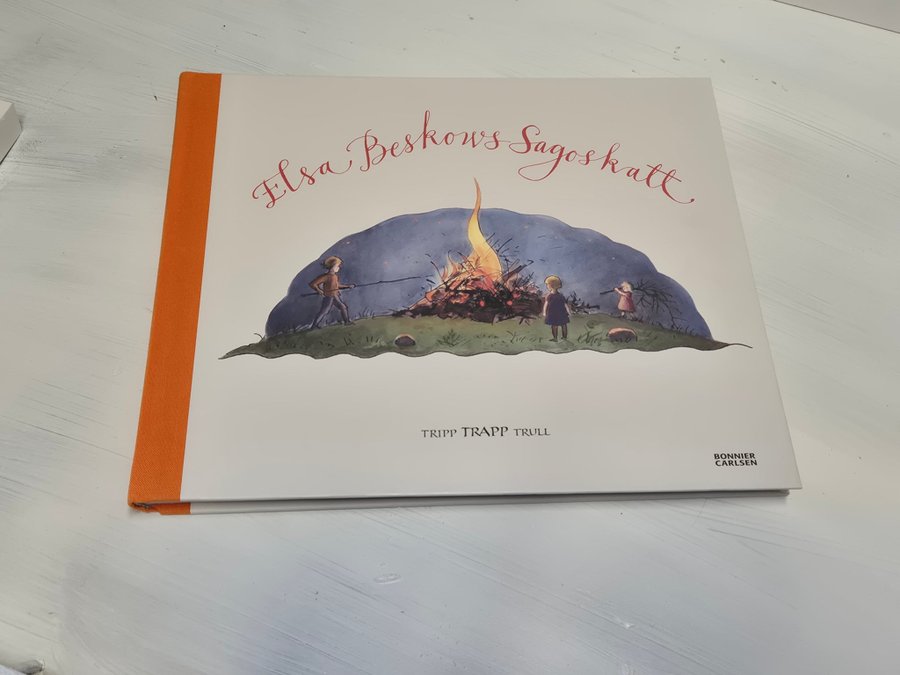 Elsa Beskows Sagoskatt
TRIPP TRAPP TRULL
BONNIER
CARLSEN